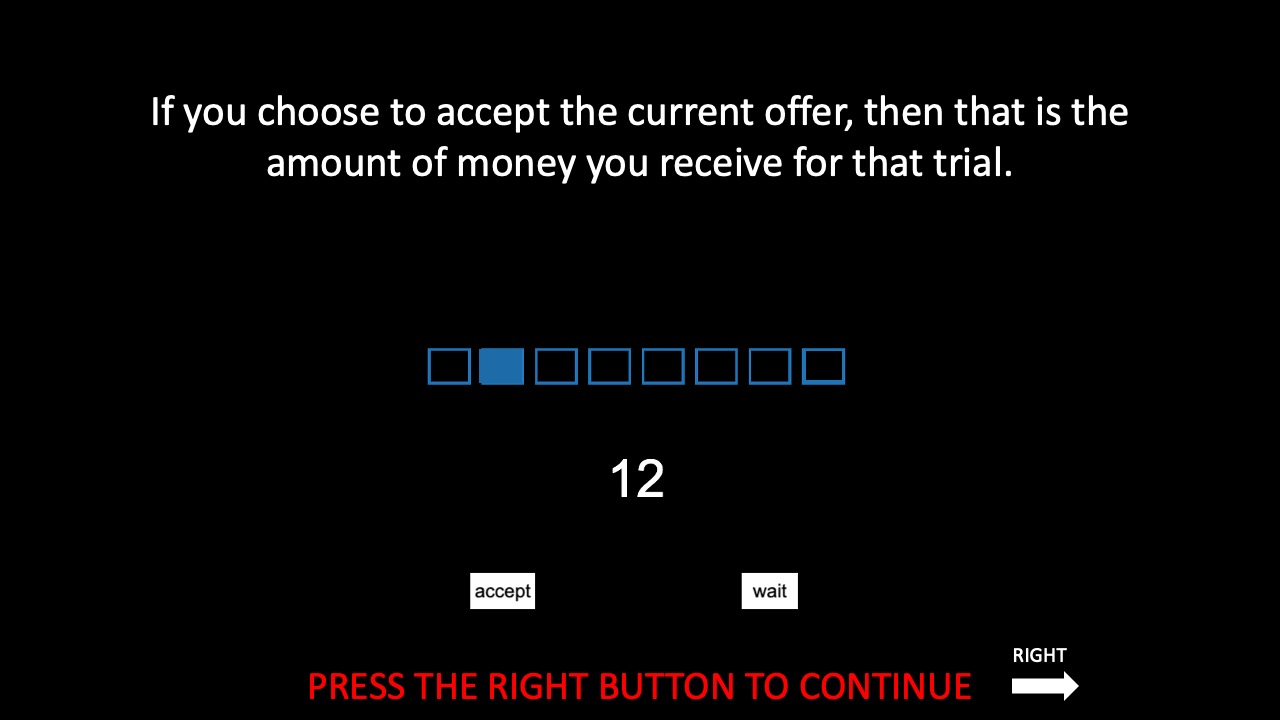 If you choose to accept the current offer, then that is the
amount of money you receive for that trial.
12
accept
wait
RIGHT
PRESS THE RIGHT BUTTON TO CONTINUE